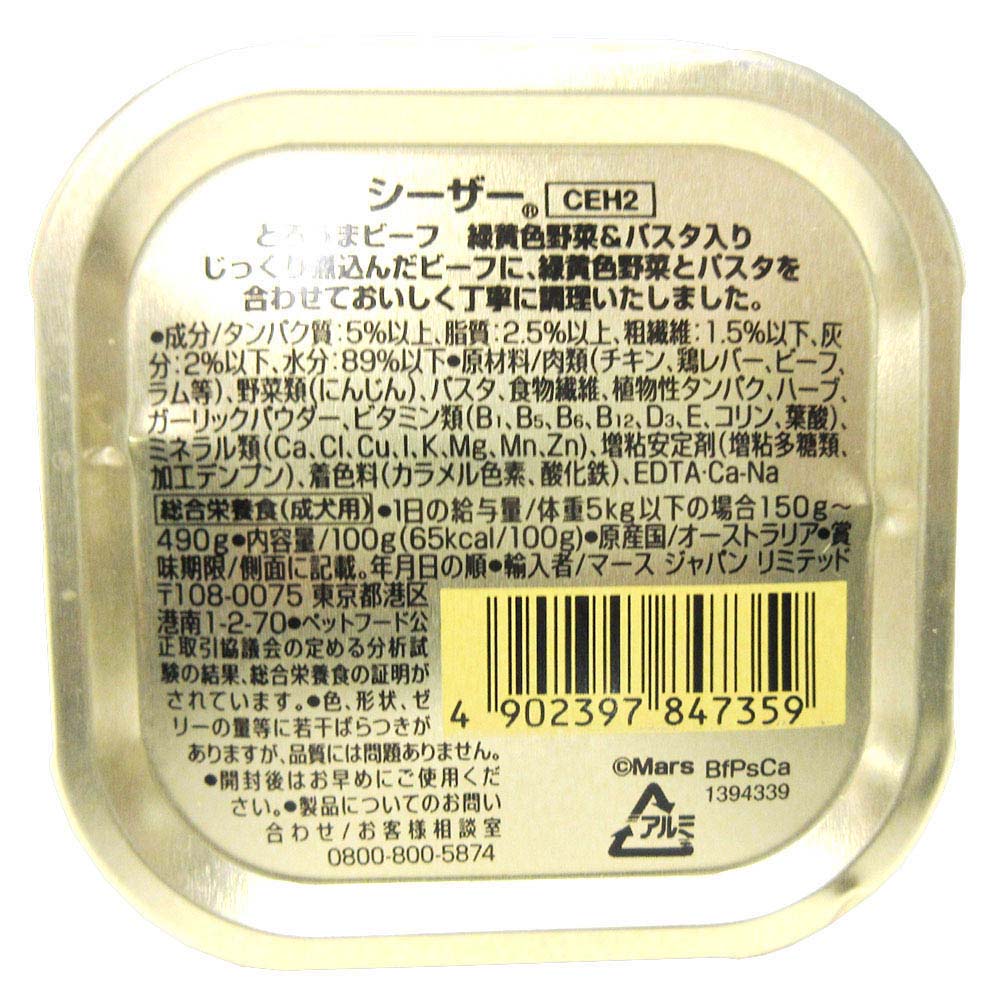 シーザー® CEH2
とろうまビーフ 緑黄色野菜&パスタ入り
じっくり煮込んだビーフに、緑黄色野菜とパスタを
合わせておいしく丁寧に調理いたしました。
●成分/タンパク質:5%以上、脂質:2.5%以上、粗繊維:1.5%以下、灰
分:2%以下、水分:89%以下●原材料/肉類(チキン、鶏レバー、ビーフ、
ラム等)、野菜類(にんじん)、パスタ、食物繊維、植物性タンパク、ハーブ、
ガーリックパウダー、ビタミン類(B1、B5、B6、B12、D3、E、コリン、葉酸)、
ミネラル類(Ca、Cl、Cu、I、K、Mg、Mn、Zn)、増粘安定剤(増粘多糖類、
加工デンプン)、着色料(カラメル色素、酸化鉄)、EDTA・Ca-Na
総合栄養食(成犬用) ●1日の給与量/体重5kg以下の場合150g～
490g●内容量/100g(65kcal/100g)●原産国/オーストラリア●賞
味期限/側面に記載。年月日の順●輸入者/マース ジャパン リミテッド
〒108-0075 東京都港区
港南1-2-70●ペットフード公
正取引協議会の定める分析試
験の結果、総合栄養食の証明が
されています。●色、形状、ゼ
リーの量等に若干ばらつきが
ありますが、品質には問題ありません。
●開封後はお早めにご使用くだ
さい。●製品についてのお問い
合わせ/お客様相談室
0800-800-5874
4 902397 847359
©Mars BfPsCa
1394339
アルミ